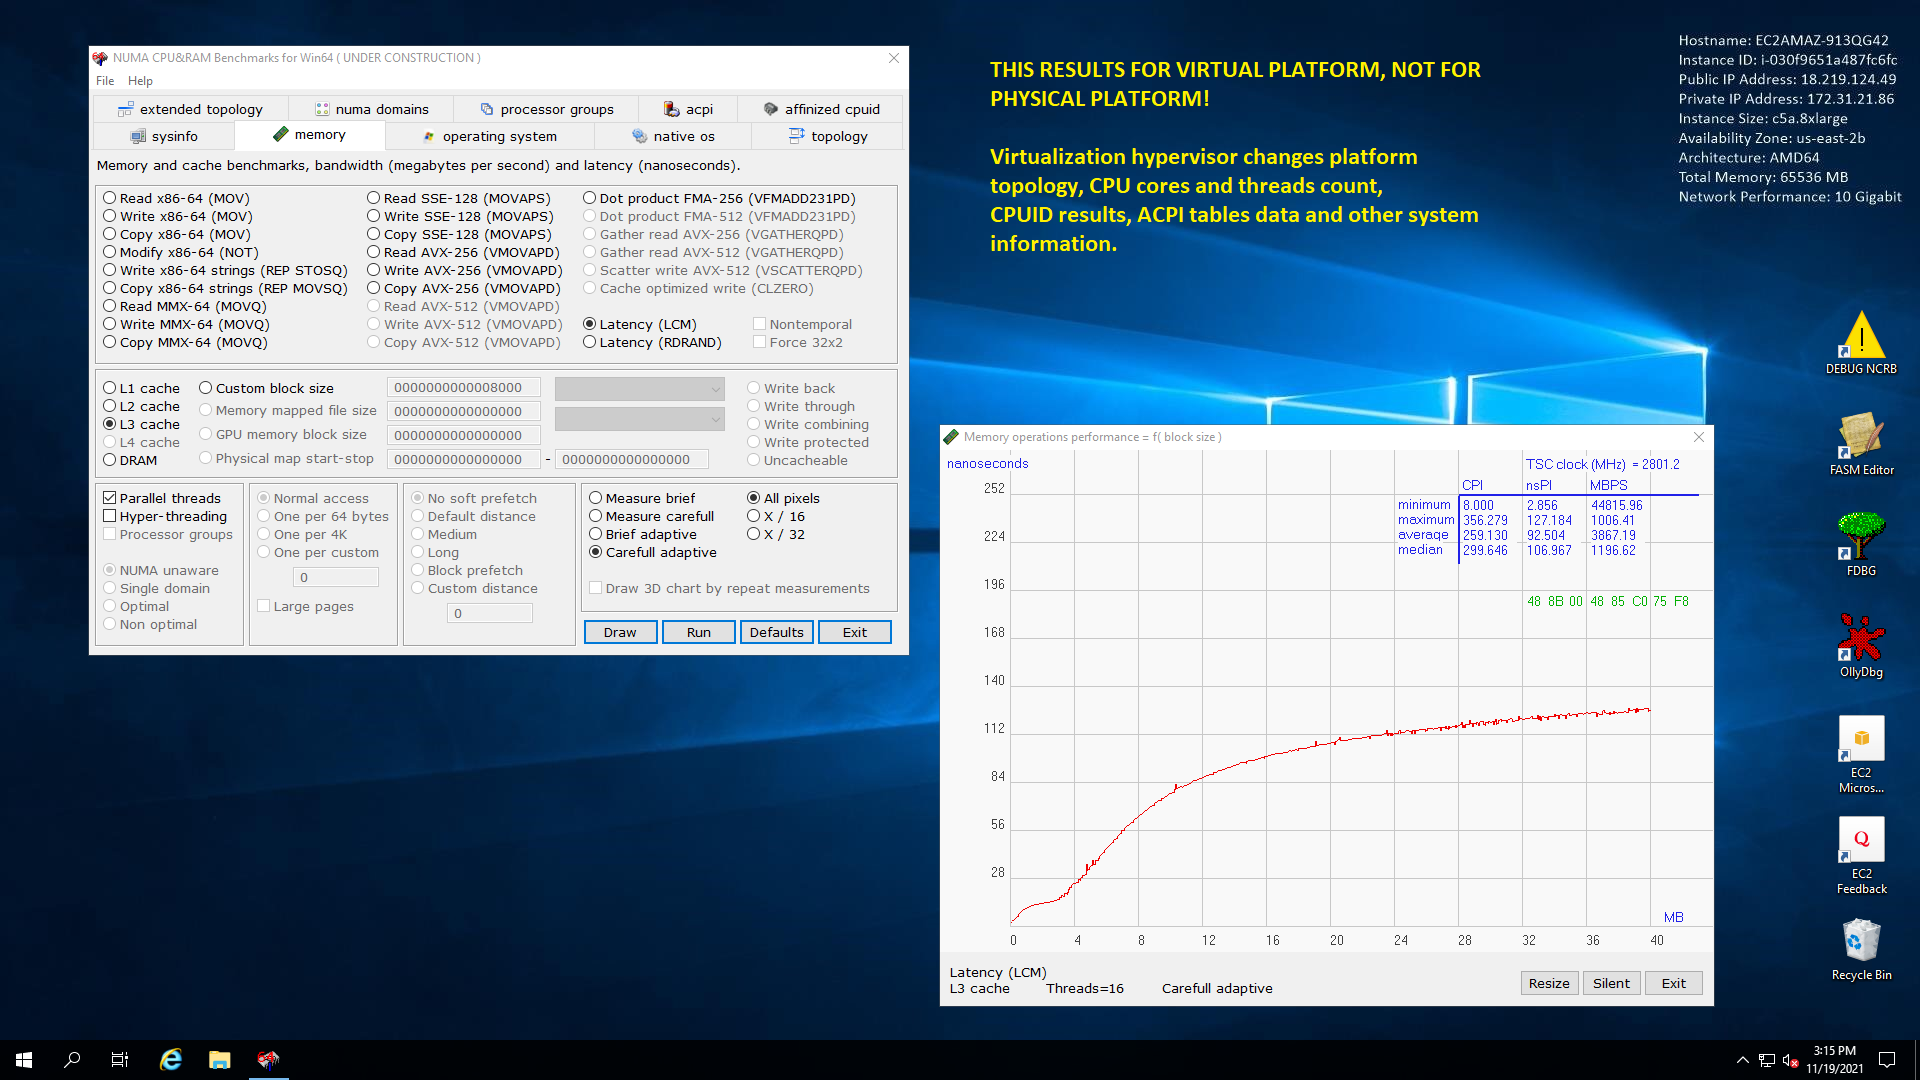 NUMA CPU&RAM Benchmarks for Win64 ( UNDER CONSTRUCTION )
File Help
extended topology numa domains processor groups acpi affinized cpuid
sysinfo memory operating system native os topology
Memory and cache benchmarks, bandwidth (megabytes per second) and latency (nanoseconds).
Read x86-64 (MOV) Read SSE-128 (MOVAPS) Dot product FMA-256 (VFMADD231PD)
Write x86-64 (MOV) Write SSE-128 (MOVAPS) Dot product FMA-512 (VFMADD231PD)
Copy x86-64 (MOV) Copy SSE-128 (MOVAPS) Gather read AVX-256 (VGATHERQPD)
Modify x86-64 (NOT) Read AVX-256 (VMOVAPD) Gather read AVX-512 (VGATHERQPD)
Write x86-64 strings (REP STOSQ) Write AVX-256 (VMOVAPD) Scatter write AVX-512 (VSCATTERQPD)
Copy x86-64 strings (REP MOVSQ) Copy AVX-256 (VMOVAPD) Cache optimized write (CLZERO)
Read MMX-64 (MOVQ) Read AVX-512 (VMOVAPD)
Write MMX-64 (MOVQ) Write AVX-512 (VMOVAPD) Latency (LCM) Nontemporal
Copy MMX-64 (MOVQ) Copy AVX-512 (VMOVAPD) Latency (RDRAND) Force 32x2
L1 cache Custom block size 0000000000008000 Write back
L2 cache Memory mapped file size 0000000000000000 Write through
L3 cache Write combining
L4 cache GPU memory block size 0000000000000000 Write protected
DRAM Physical map start-stop 0000000000000000 - 0000000000000000 Uncacheable
Parallel threads Normal access No soft prefetch Measure brief All pixels
Hyper-threading One per 64 bytes Default distance Measure carefull X / 16
Processor groups One per 4K Medium Brief adaptive X / 32
One per custom Long Carefull adaptive
NUMA unaware 0 Block prefetch
Single domain Custom distance Draw 3D chart by repeat measurements
Optimal Large pages 0
Non optimal
Draw Run Defaults Exit
THIS RESULTS FOR VIRTUAL PLATFORM, NOT FOR
PHYSICAL PLATFORM!
Virtualization hypervisor changes platform
topology, CPU cores and threads count,
CPUID results, ACPI tables data and other system
information.
Hostname: EC2AMAZ-913QG42
Instance ID: i-030f9651a487fc6fc
Public IP Address: 18.219.124.49
Private IP Address: 172.31.21.86
Instance Size: c5a.8xlarge
Availability Zone: us-east-2b
Architecture: AMD64
Total Memory: 65536 MB
Network Performance: 10 Gigabit
Memory operations performance = f( block size )
nanoseconds TSC clock (MHz) = 2801.2
CPI nsPI MBPS
minimum 8.000 2.856 44815.96
maximum 356.279 127.184 1006.41
average 259.130 92.504 3867.19
median 299.646 106.967 1196.62
48 8B 00 48 85 C0 75 F8
252
224
196
168
140
112
84
56
28
MB
0 4 8 12 16 20 24 28 32 36 40
Latency (LCM)
L3 cache Threads=16 Carefull adaptive
Resize Silent Exit
DEBUG NCRB
FASM Editor
FDBG
OllyDbg
EC2
Micros...
Q
EC2
Feedback
Recycle Bin
3:15 PM
11/19/2021